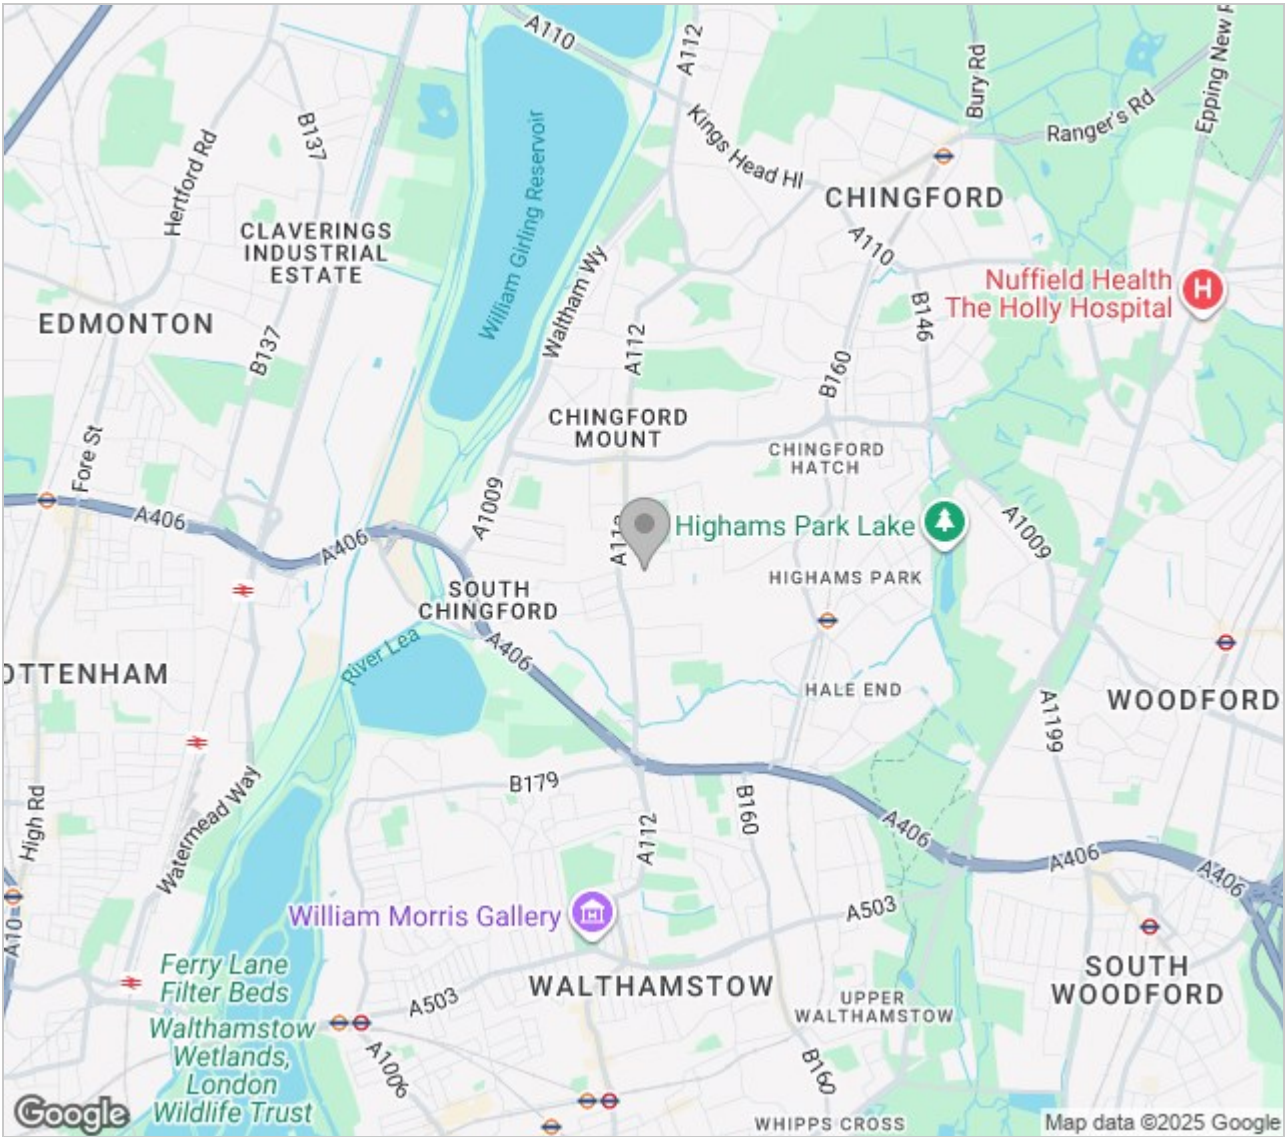 A110
A112
Bury Rd
Epping New R
Ranger's Rd
B137
Hertford Rd
Kings Head Hl
William Girling Reservoir
CHINGFORD
CLAVERINGS
INDUSTRIAL
ESTATE
A110
Waltham Wy
Nuffield Health
The Holly Hospital
H
B146
EDMONTON
B137
A112
B160
CHINGFORD
MOUNT
CHINGFORD
HATCH
Fore St
A1009
A406
A406
A112
Highams Park Lake
A1009
HIGHAMS PARK
SOUTH
CHINGFORD
A406
River Lea
OTTENHAM
HALE END
WOODFORD
A1199
B179
B160
High Rd
Watermead Way
A112
A406
A406
A406
William Morris Gallery
A503
A10
Ferry Lane
Filter Beds
WALTHAMSTOW
SOUTH
WOODFORD
A503
UPPER
WALTHAMSTOW
Walthamstow
Wetlands,
London
Wildlife Trust
A1006
B160
Google
WHIPPS CROSS
Map data ©2025 Google